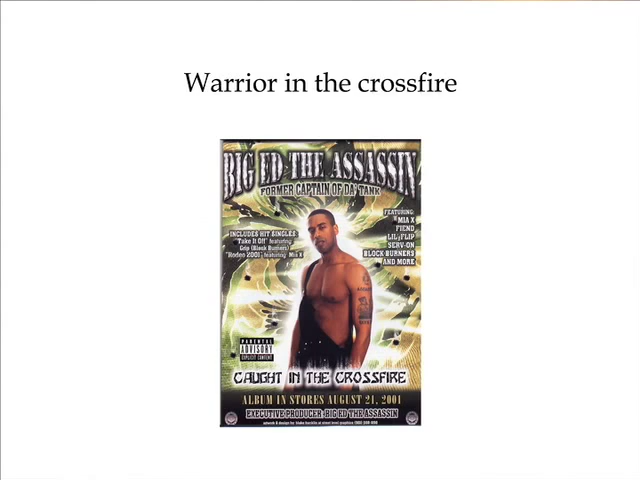 Warrior in the crossfire
BIG ED THE ASSASSIN
FORMER CAPTAIN OF DA TANK
INCLUDES HIT SINGLES:
"Take It Off" featuring
Grip (Block Burners)
"Rodeo 2001" featuring Mia X
FEATURING:
MIA X
FIEND
LIL' FLIP
SERV-ON
BLOCK BURNERS
AND MORE
PARENTAL
ADVISORY
EXPLICIT CONTENT
CAUGHT IN THE CROSSFIRE
ALBUM IN STORES AUGUST 21, 2001
EXECUTIVE PRODUCER: BIG ED THE ASSASSIN